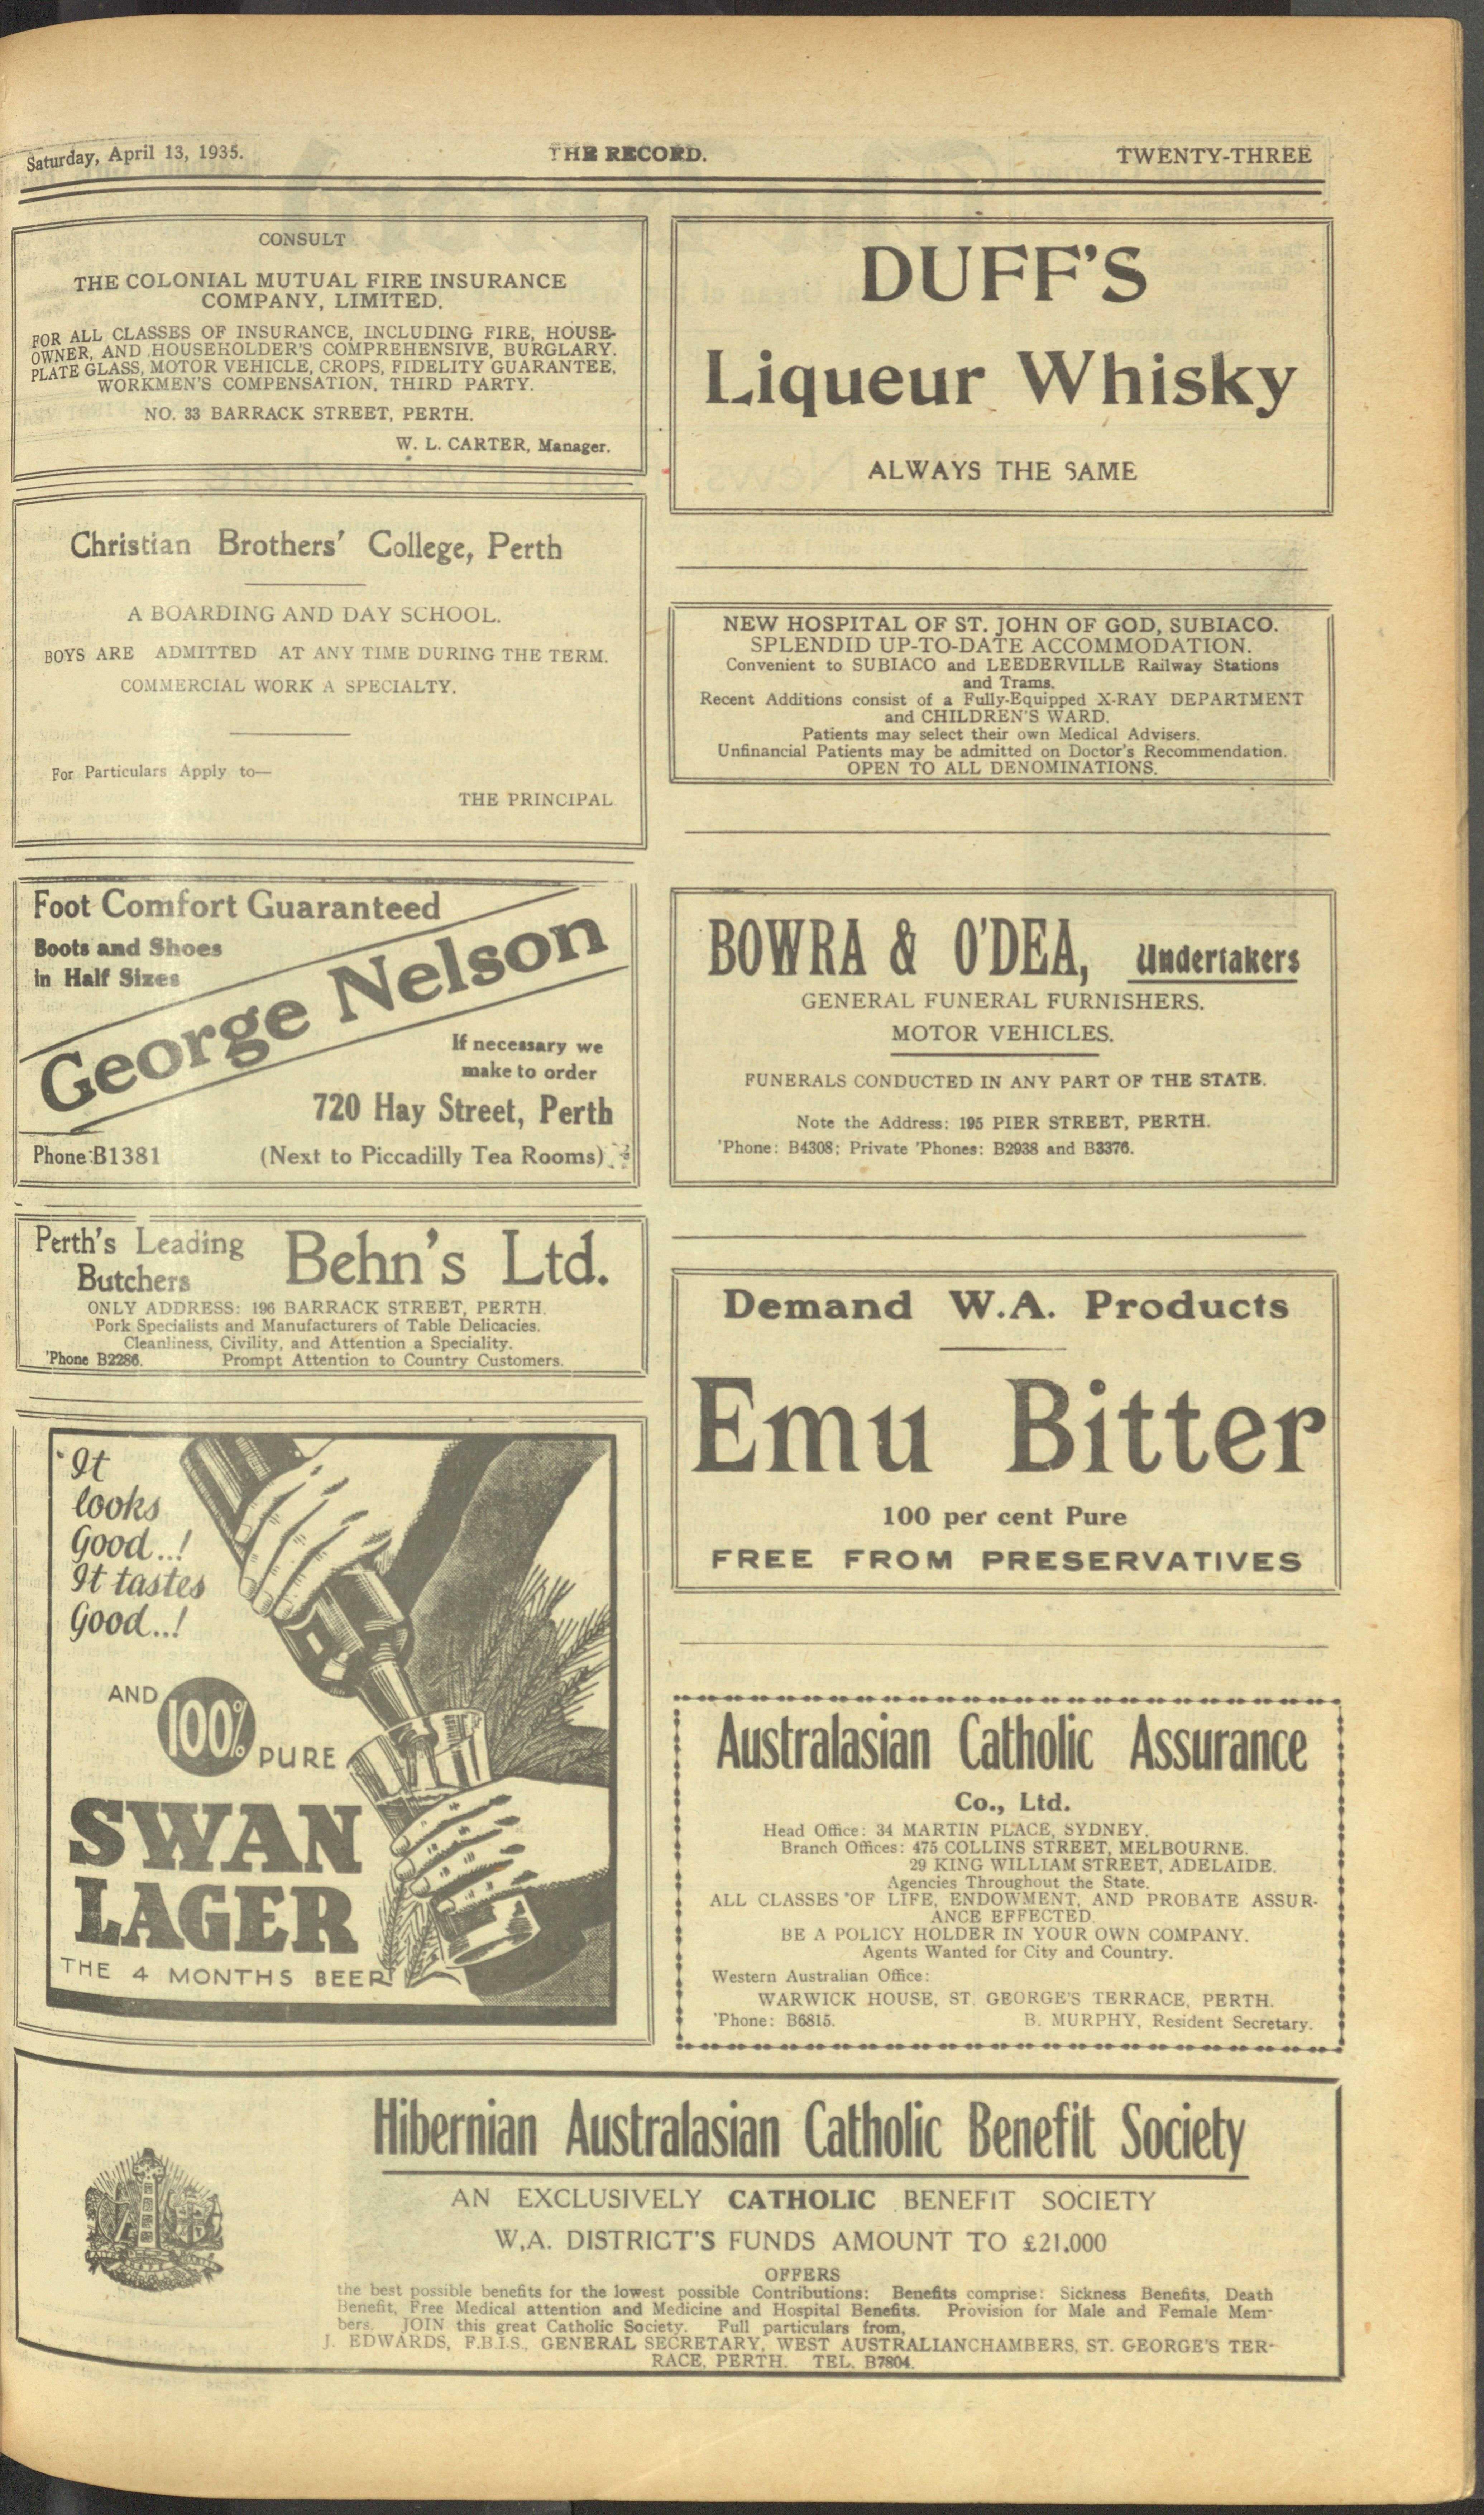 Saturday, April 13, 1935.
THE RECORD.
TWENTY-THREE
CONSULT
THE COLONIAL MUTUAL FIRE INSURANCE
COMPANY, LIMITED.
FOR ALL CLASSES OF INSURANCE, INCLUDING FIRE, HOUSE-
OWNER, AND HOUSEHOLDER'S COMPREHENSIVE, BURGLARY.
PLATE GLASS, MOTOR VEHICLE, CROPS, FIDELITY GUARANTEE,
WORKMEN'S COMPENSATION, THIRD PARTY.
NO. 33 BARRACK STREET, PERTH.
W. L. CARTER, Manager.
Christian Brothers' College, Perth
A BOARDING AND DAY SCHOOL.
BOYS ARE ADMITTED AT ANY TIME DURING THE TERM.
COMMERCIAL WORK A SPECIALTY.
For Particulars Apply to—
THE PRINCIPAL
Foot Comfort Guaranteed
Boots and Shoes
in Half Sizes
George Nelson
If necessary we
make to order
720 Hay Street, Perth
Phone:B1381 (Next to Piccadilly Tea Rooms)
Perth's Leading
Butchers
Behn's Ltd.
ONLY ADDRESS: 196 BARRACK STREET, PERTH.
Pork Specialists and Manufacturers of Table Delicacies.
Cleanliness, Civility, and Attention a Speciality.
'Phone B2286. Prompt Attention to Country Customers.
It
looks
Good..!
It tastes
Good..!
AND
100%
PURE
SWAN
LAGER
THE 4 MONTHS BEER!
DUFF'S
Liqueur Whisky
ALWAYS THE SAME
NEW HOSPITAL OF ST. JOHN OF GOD, SUBIACO.
SPLENDID UP-TO-DATE ACCOMMODATION.
Convenient to SUBIACO and LEEDERVILLE Railway Stations
and Trams.
Recent Additions consist of a Fully-Equipped X-RAY DEPARTMENT
and CHILDREN'S WARD.
Patients may select their own Medical Advisers.
Unfinancial Patients may be admitted on Doctor's Recommendation.
OPEN TO ALL DENOMINATIONS.
BOWRA & O'DEA, Undertakers
GENERAL FUNERAL FURNISHERS.
MOTOR VEHICLES.
FUNERALS CONDUCTED IN ANY PART OF THE STATE.
Note the Address: 195 PIER STREET, PERTH.
'Phone: B4308; Private 'Phones: B2938 and B3376.
Demand W.A. Products
Emu Bitter
100 per cent Pure
FREE FROM PRESERVATIVES
Australasian Catholic Assurance
Co., Ltd.
Head Office: 34 MARTIN PLACE, SYDNEY.
Branch Offices: 475 COLLINS STREET, MELBOURNE.
29 KING WILLIAM STREET, ADELAIDE.
Agencies Throughout the State.
ALL CLASSES OF LIFE, ENDOWMENT, AND PROBATE ASSUR-
ANCE EFFECTED.
BE A POLICY HOLDER IN YOUR OWN COMPANY.
Agents Wanted for City and Country.
Western Australian Office:
WARWICK HOUSE, ST. GEORGE'S TERRACE, PERTH.
'Phone: B6815. B. MURPHY, Resident Secretary.
Hibernian Australasian Catholic Benefit Society
AN EXCLUSIVELY CATHOLIC BENEFIT SOCIETY
W.A. DISTRICT'S FUNDS AMOUNT TO £21,000
OFFERS
the best possible benefits for the lowest possible Contributions: Benefits comprise: Sickness Benefits, Death
Benefit, Free Medical attention and Medicine and Hospital Benefits. Provision for Male and Female Mem-
bers. JOIN this great Catholic Society. Full particulars from,
J. EDWARDS, F.B.I.S., GENERAL SECRETARY, WEST AUSTRALIANCHAMBERS, ST. GEORGE'S TER-
RACE, PERTH. TEL. B7804.